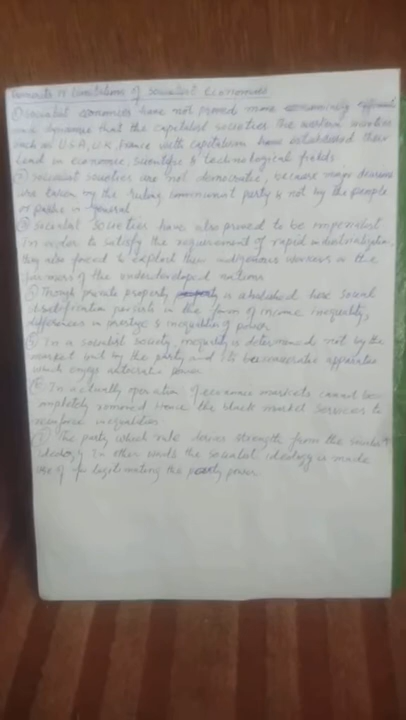 Demerits or Limitation of Socialist Economies
① Socialist economies have not proved more economically efficient
and dynamic that the capitalist societies the western societies
such as U.S.A, U.K, France with capitalism have established their
lead in economic, scientific & technological fields.
② Socialist societies are not democratic, because major decisions
are taken by the ruling communist party & not by the people
or public in general
③ Socialist Societies have also proved to be imperialist
In order to satisfy the requirement of rapid industrialization,
they also forced to exploit their indigenous workers or the
farmers of the underdeveloped nations
④ Though private property is abolished here social
stratification persists in the form of income inequality,
differences in prestige & inequality of power
⑤ In a socialist society, inequality is determined not by the
market but by the party and its bureaucratic apparatus
which enjoys autocratic power.
⑥ In actually operation, of economic markets cannot be
completely removed Hence the black market services to
reinforce inequalities
⑦ The party which rule derives strength from the socialist
ideology In other words the socialist ideology is made
use of for legitimating the party power